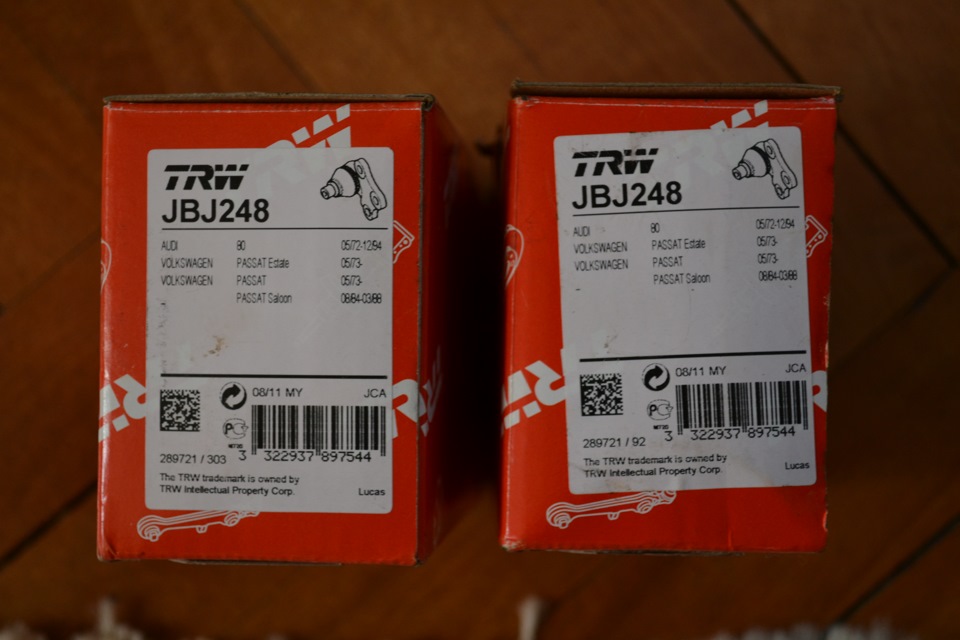 TRW
JBJ248
AUDI 80 05/72-12/94
VOLKSWAGEN PASSAT Estate 05/73-
VOLKSWAGEN PASSAT 05/73-
PASSAT Saloon 08/84-03/88
08/11 MY JCA
3 322937 897544
289721 / 303
The TRW trademark is owned by
TRW Intellectual Property Corp. Lucas
TRW
JBJ248
AUDI 80 05/72-12/94
VOLKSWAGEN PASSAT Estate 05/73-
VOLKSWAGEN PASSAT 05/73-
PASSAT Saloon 08/84-03/88
08/11 MY JCA
3 322937 897544
289721 / 92
The TRW trademark is owned by
TRW Intellectual Property Corp. Lucas